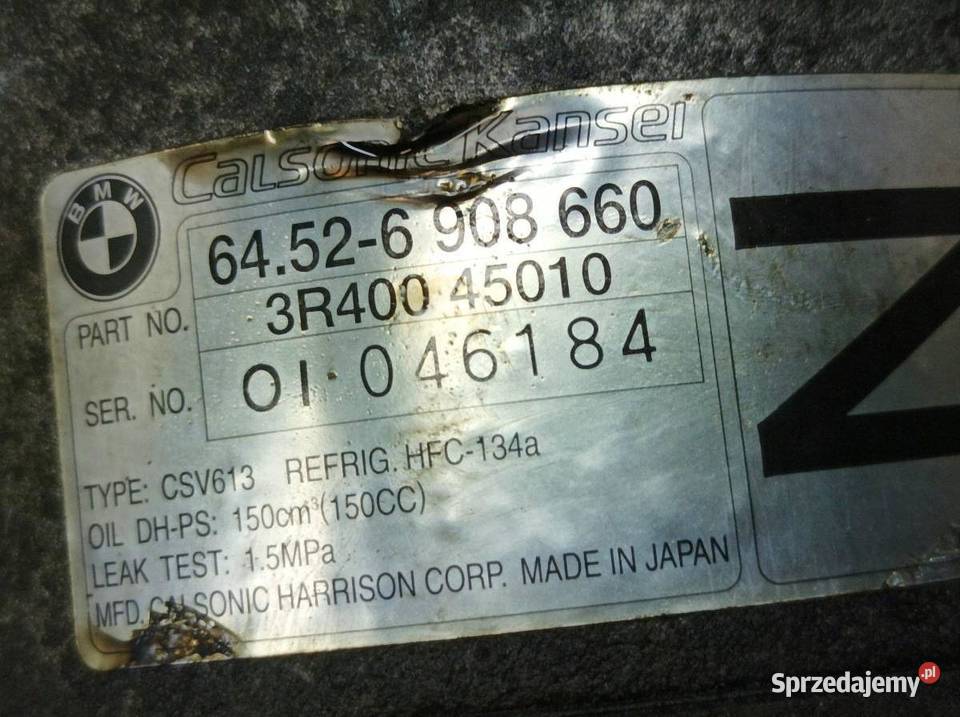 Calsonic Kansei
BMW
64.52-6 908 660
PART NO. 3R400 45010
SER. NO. 01 046184
TYPE: CSV613 REFRIG. HFC-134a
OIL DH-PS: 150cm³(150CC)
LEAK TEST: 1.5MPa
MFD. CALSONIC HARRISON CORP. MADE IN JAPAN
Sprzedajemy.pl